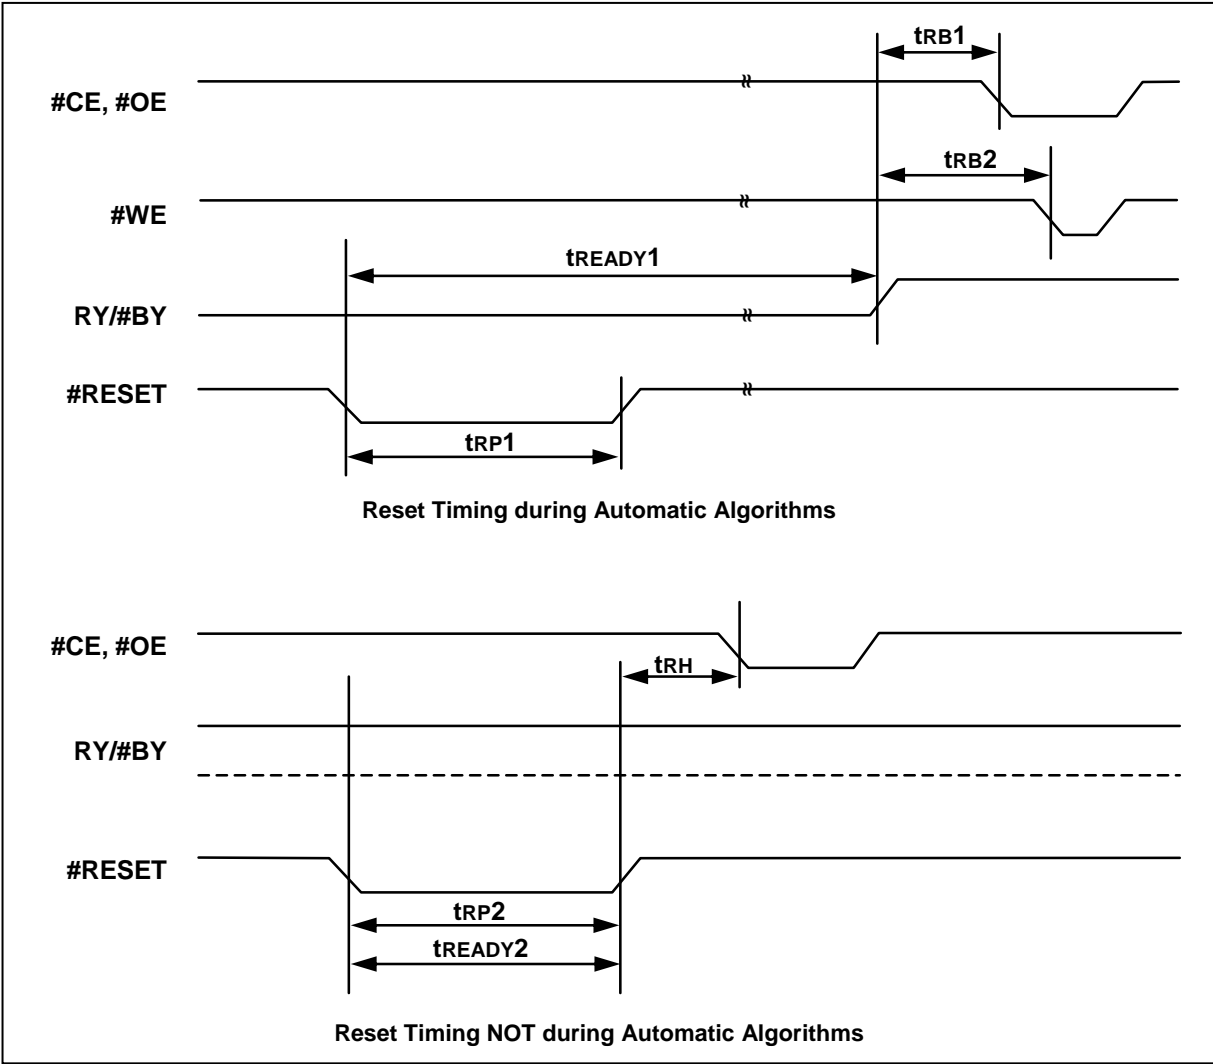 tRB1
#CE, #OE
tRB2
#WE
tREADY1
RY/#BY
#RESET
tRP1
Reset Timing during Automatic Algorithms
#CE, #OE
tRH
RY/#BY
#RESET
tRP2
tREADY2
Reset Timing NOT during Automatic Algorithms